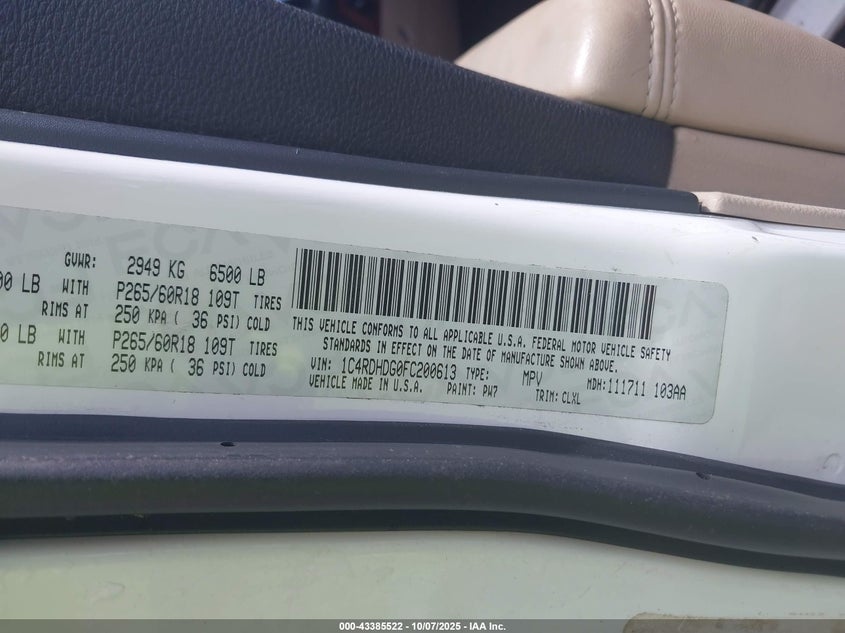 GVWR: 2949 KG 6500 LB
00 LB WITH P265/60R18 109T TIRES
RIMS AT 250 KPA ( 36 PSI) COLD
0 LB WITH P265/60R18 109T TIRES
RIMS AT 250 KPA ( 36 PSI) COLD
THIS VEHICLE CONFORMS TO ALL APPLICABLE U.S.A. FEDERAL MOTOR VEHICLE SAFETY
STANDARDS IN EFFECT ON THE DATE OF MANUFACTURE SHOWN ABOVE.
VIN: 1C4RDHDG0FC200613 TYPE: MPV MDH:111711 103AA
VEHICLE MADE IN U.S.A. PAINT: PW7 TRIM: CLXL
000-43385522 - 10/07/2025 - IAA Inc.